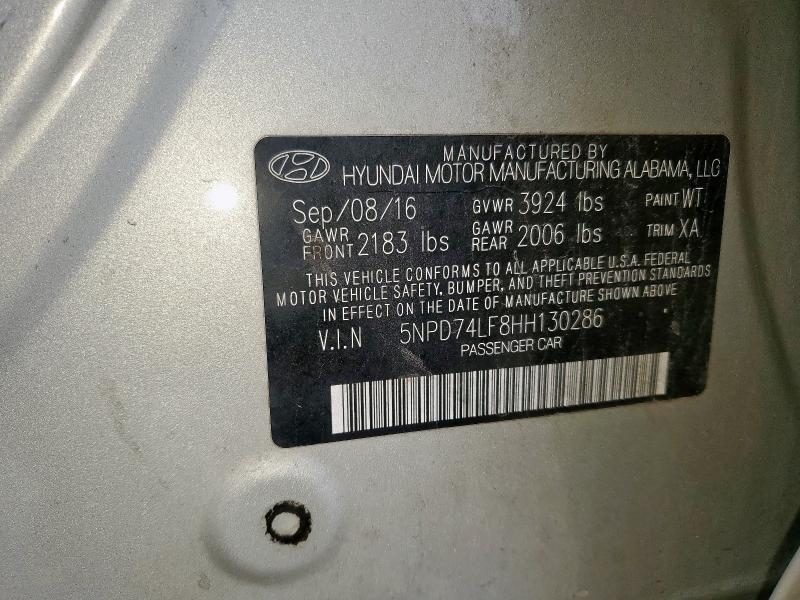 MANUFACTURED BY
HYUNDAI MOTOR MANUFACTURING ALABAMA, LLC
Sep/08/16 GVWR 3924 lbs PAINT WT
GAWR FRONT 2183 lbs GAWR REAR 2006 lbs TRIM XA
THIS VEHICLE CONFORMS TO ALL APPLICABLE U.S.A. FEDERAL
MOTOR VEHICLE SAFETY, BUMPER, AND THEFT PREVENTION STANDARDS
IN EFFECT ON THE DATE OF MANUFACTURE SHOWN ABOVE
V.I.N 5NPD74LF8HH130286
PASSENGER CAR